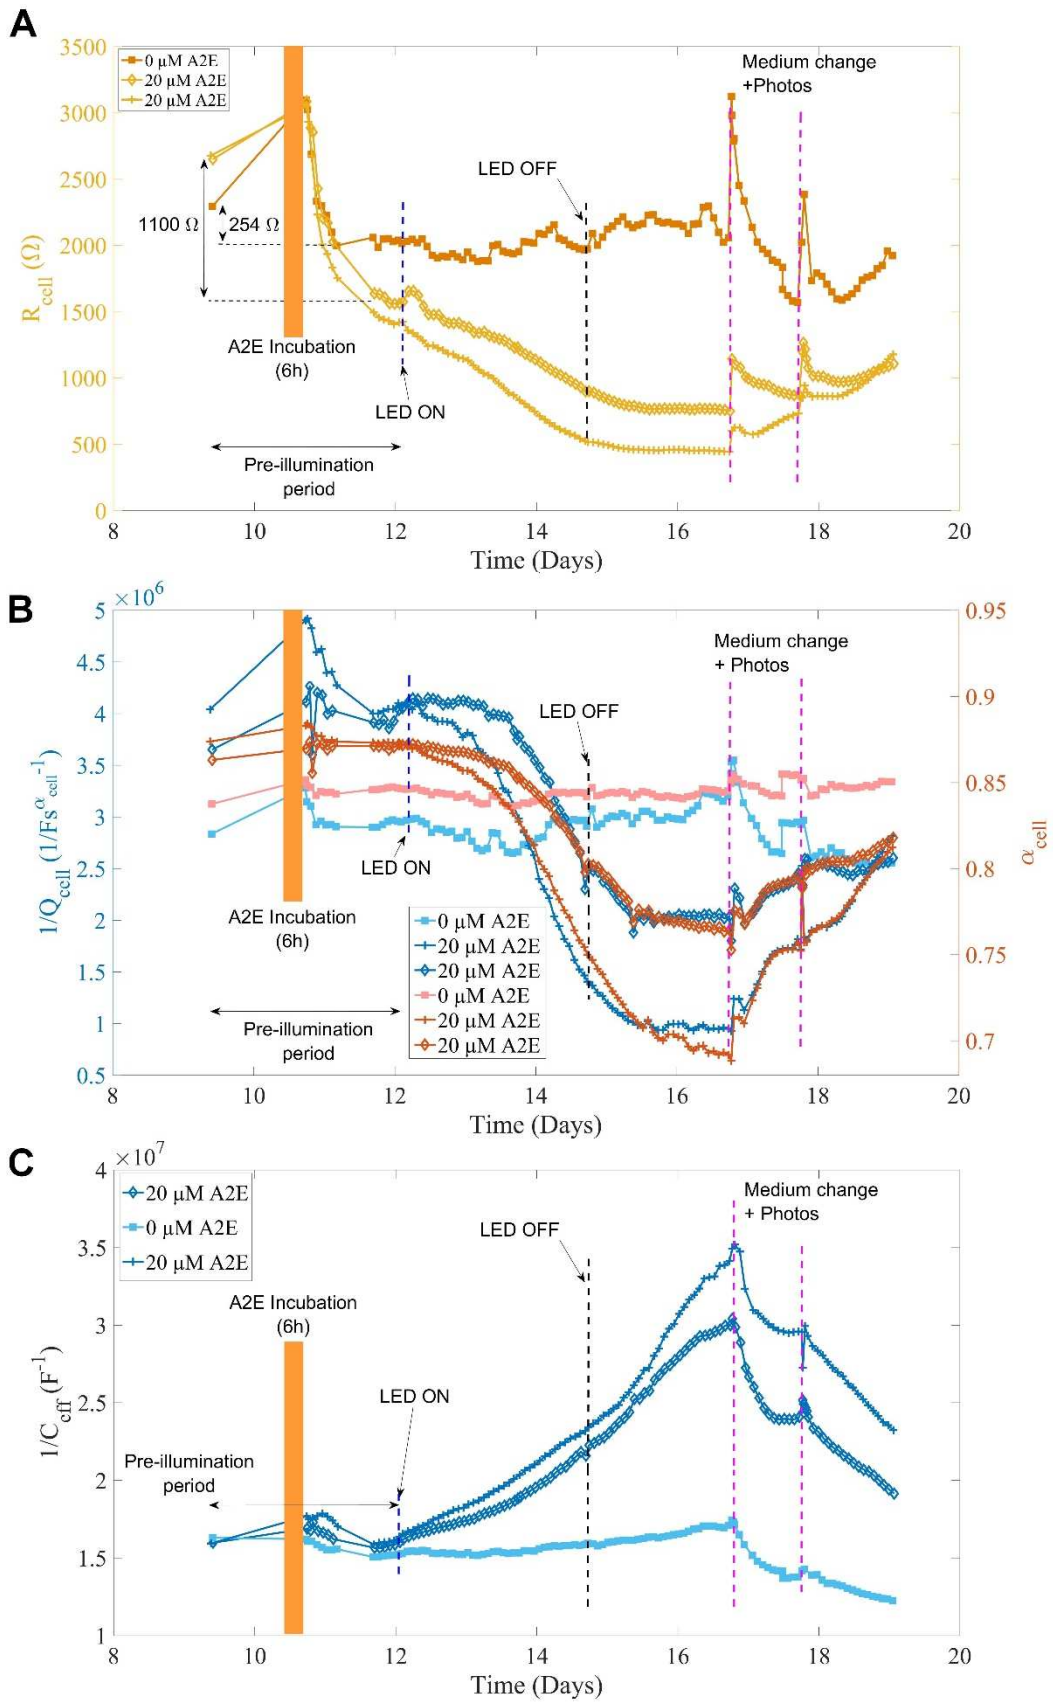 A
3500
3000
2500
2000
1500
1000
500
0
R_cell (Ω)
0 µM A2E
20 µM A2E
20 µM A2E
Medium change
+Photos
LED OFF
1100 Ω
254 Ω
A2E Incubation
(6h)
LED ON
Pre-illumination
period
8 10 12 14 16 18 20
Time (Days)
B
×10^6
5
4.5
4
3.5
3
2.5
2
1.5
1
0.5
1/Q_cell (1/Fs^α_cell^-1)
0.95
0.9
0.85
0.8
0.75
0.7
α_cell
Medium change
+ Photos
LED OFF
LED ON
A2E Incubation
(6h)
0 µM A2E
20 µM A2E
20 µM A2E
0 µM A2E
20 µM A2E
20 µM A2E
Pre-illumination
period
8 10 12 14 16 18 20
Time (Days)
C
×10^7
4
3.5
3
2.5
2
1.5
1
1/C_eff (F^-1)
20 µM A2E
0 µM A2E
20 µM A2E
Medium change
+ Photos
LED OFF
A2E Incubation
(6h)
LED ON
Pre-illumination
period
8 10 12 14 16 18 20
Time (Days)